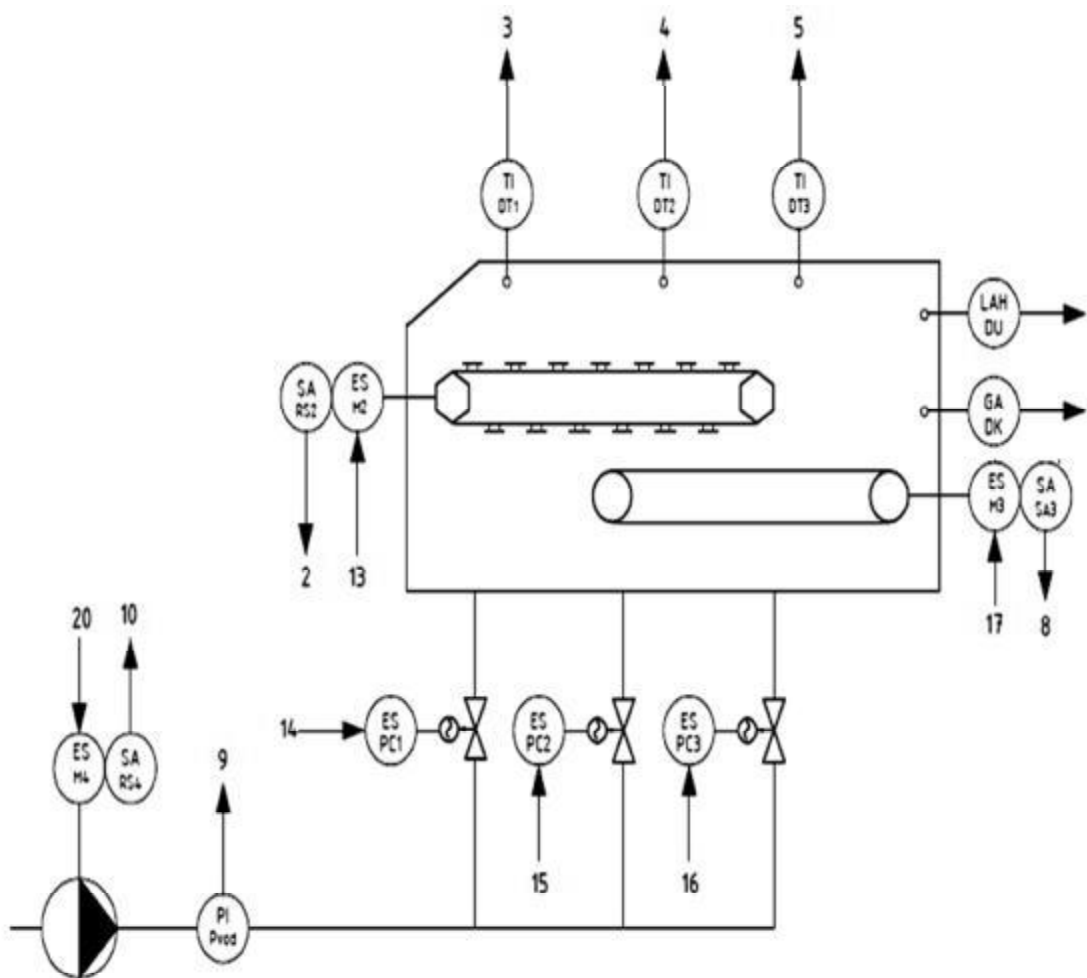 3
4
5
TI
DT1
TI
DT2
TI
DT3
LAH
DU
SA
RS2
ES
M2
GA
DK
ES
M3
SA
SA3
2
13
17
8
20
10
14
ES
PC1
ES
PC2
ES
PC3
ES
M4
SA
RS4
9
15
16
PI
Pvod